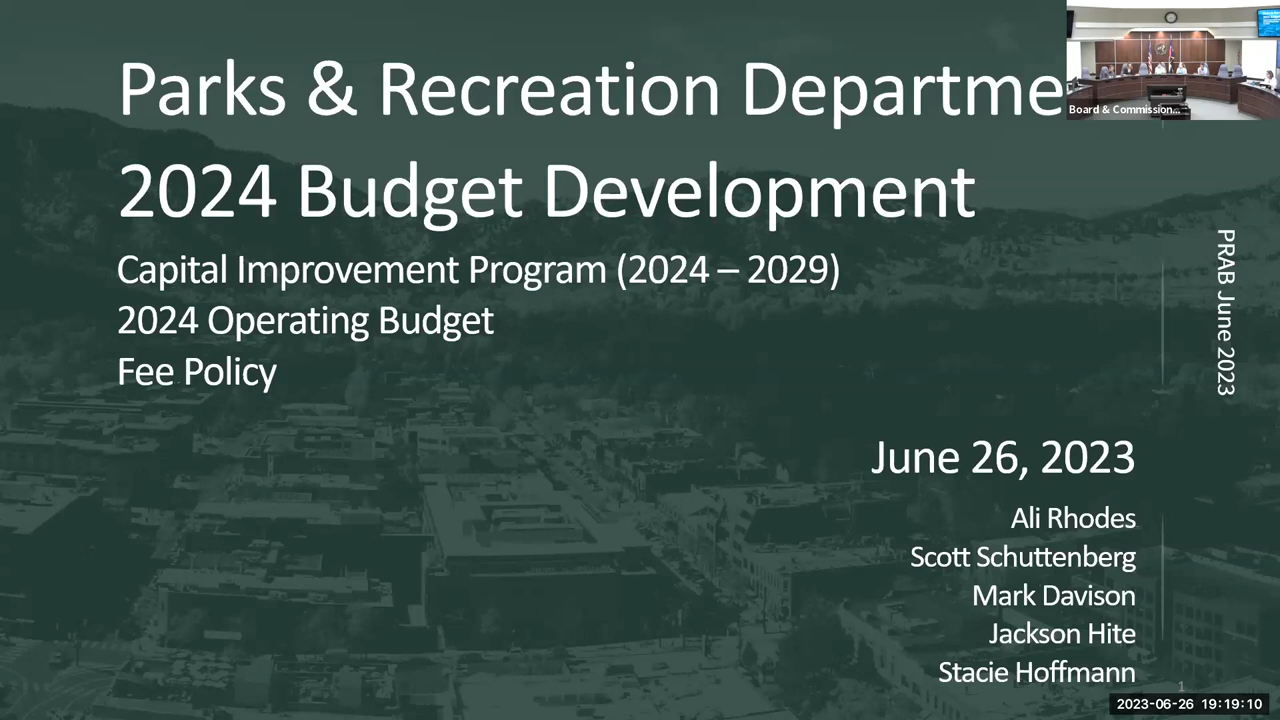 Parks & Recreation Departme
2024 Budget Development
Capital Improvement Program (2024 – 2029)
2024 Operating Budget
Fee Policy
June 26, 2023
Ali Rhodes
Scott Schuttenberg
Mark Davison
Jackson Hite
Stacie Hoffmann
PRAB June 2023
Board & Commission...
1
2023-06-26 19:19:10